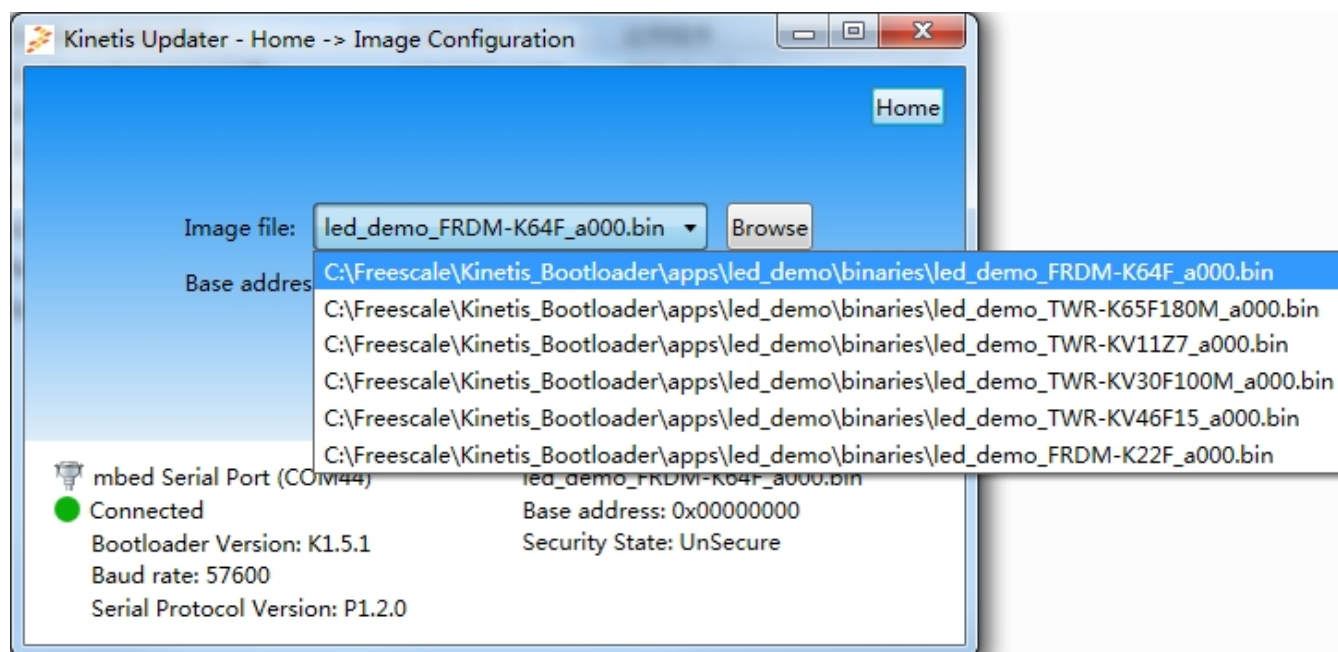 Kinetis Updater - Home -> Image Configuration
Home
Image file: led_demo_FRDM-K64F_a000.bin Browse
Base addres
C:\Freescale\Kinetis_Bootloader\apps\led_demo\binaries\led_demo_FRDM-K64F_a000.bin
C:\Freescale\Kinetis_Bootloader\apps\led_demo\binaries\led_demo_TWR-K65F180M_a000.bin
C:\Freescale\Kinetis_Bootloader\apps\led_demo\binaries\led_demo_TWR-KV11Z7_a000.bin
C:\Freescale\Kinetis_Bootloader\apps\led_demo\binaries\led_demo_TWR-KV30F100M_a000.bin
C:\Freescale\Kinetis_Bootloader\apps\led_demo\binaries\led_demo_TWR-KV46F15_a000.bin
C:\Freescale\Kinetis_Bootloader\apps\led_demo\binaries\led_demo_FRDM-K22F_a000.bin
mbed Serial Port (COM44) led_demo_FRDM-K64F_a000.bin
Connected Base address: 0x00000000
Bootloader Version: K1.5.1 Security State: UnSecure
Baud rate: 57600
Serial Protocol Version: P1.2.0